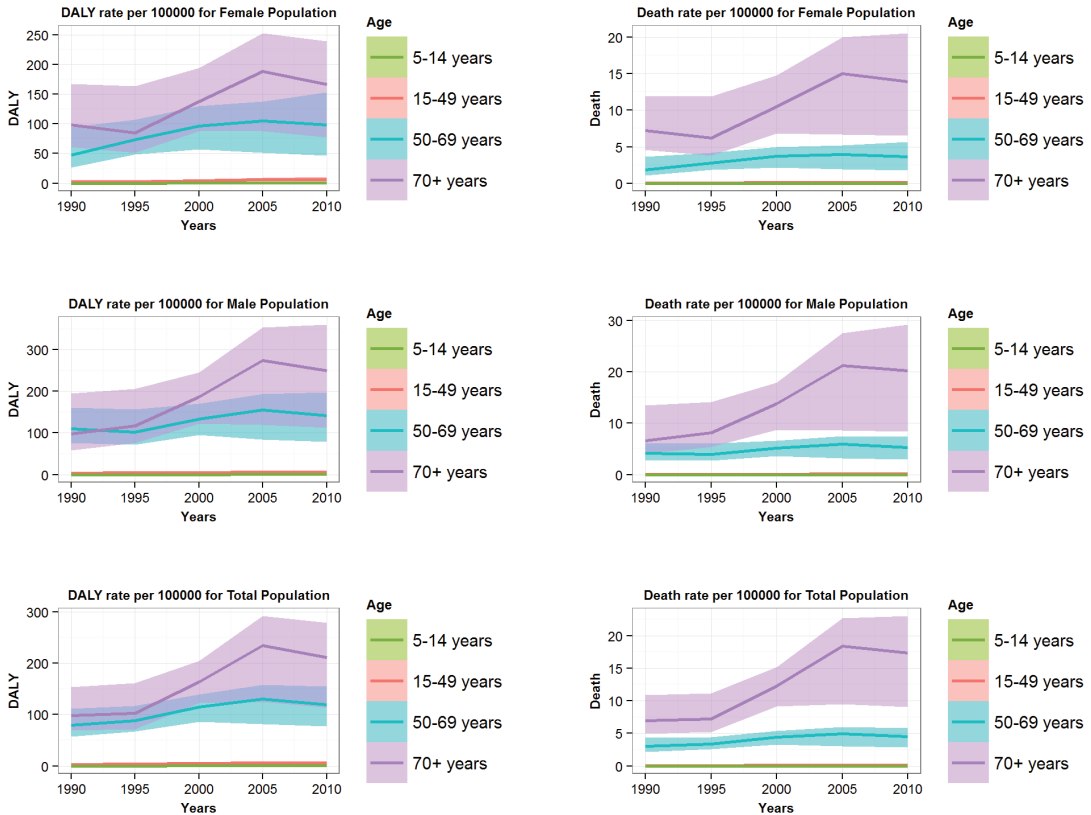 DALY rate per 100000 for Female Population
250
200
150
100
50
0
DALY
1990 1995 2000 2005 2010
Years
Age
5-14 years
15-49 years
50-69 years
70+ years
Death rate per 100000 for Female Population
20
15
10
5
0
Death
1990 1995 2000 2005 2010
Years
Age
5-14 years
15-49 years
50-69 years
70+ years
DALY rate per 100000 for Male Population
300
200
100
0
DALY
1990 1995 2000 2005 2010
Years
Age
5-14 years
15-49 years
50-69 years
70+ years
Death rate per 100000 for Male Population
30
20
10
0
Death
1990 1995 2000 2005 2010
Years
Age
5-14 years
15-49 years
50-69 years
70+ years
DALY rate per 100000 for Total Population
300
200
100
0
DALY
1990 1995 2000 2005 2010
Years
Age
5-14 years
15-49 years
50-69 years
70+ years
Death rate per 100000 for Total Population
20
15
10
5
0
Death
1990 1995 2000 2005 2010
Years
Age
5-14 years
15-49 years
50-69 years
70+ years